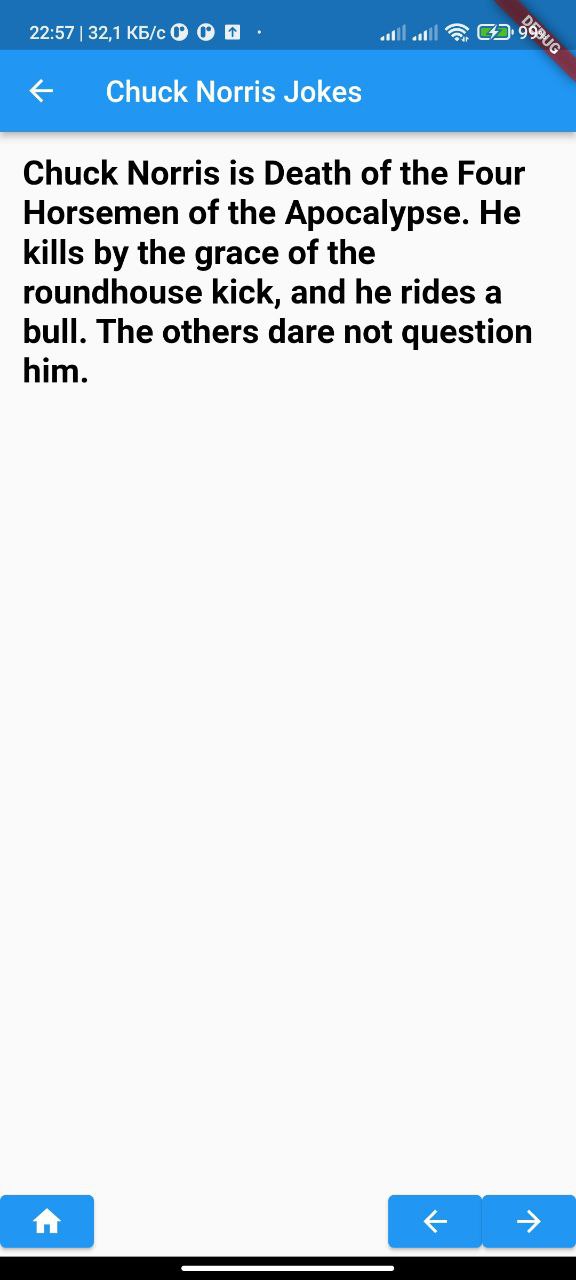 22:57 | 32,1 КБ/с
DEBUG
Chuck Norris Jokes
Chuck Norris is Death of the Four
Horsemen of the Apocalypse. He
kills by the grace of the
roundhouse kick, and he rides a
bull. The others dare not question
him.